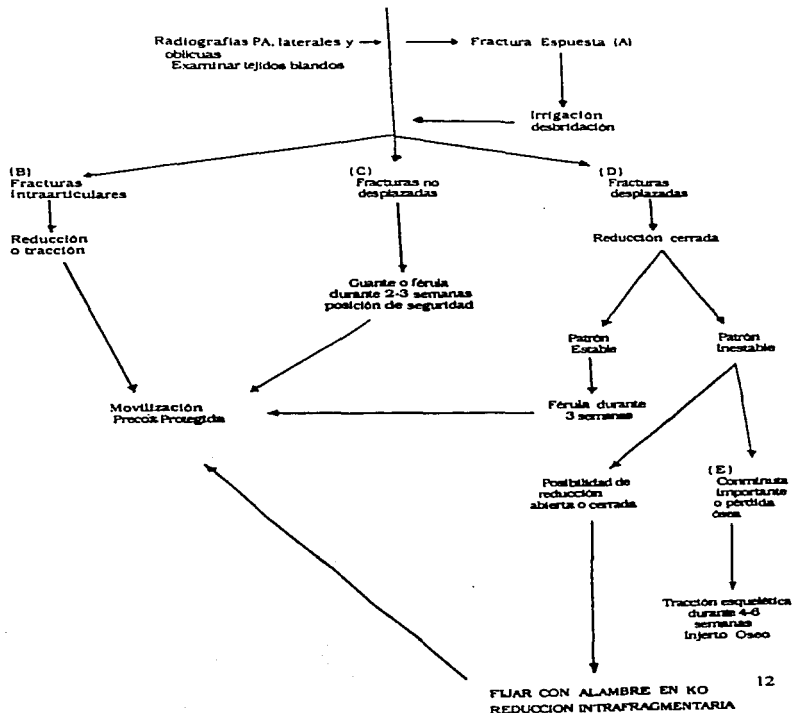 Radiografías PA, laterales y
oblicuas
Examinar tejidos blandos
Fractura Espuesta (A)
Irrigación
desbridación
(B)
Fracturas
Intraarticulares
(C)
Fracturas no
desplazadas
(D)
Fracturas
desplazadas
Reducción
o tracción
Guante o férula
durante 2-3 semanas
posición de seguridad
Reducción cerrada
Patrón
Estable
Patrón
Inestable
Movilización
Precoz Protegida
Férula durante
3 semanas
Posibilidad de
reducción
abierta o cerrada
(E)
Conminuta
importante
o pérdida
ósea
Tracción esquelética
durante 4-6
semanas
Injerto Oseo
FIJAR CON ALAMBRE EN KO
REDUCCION INTRAFRAGMENTARIA
12